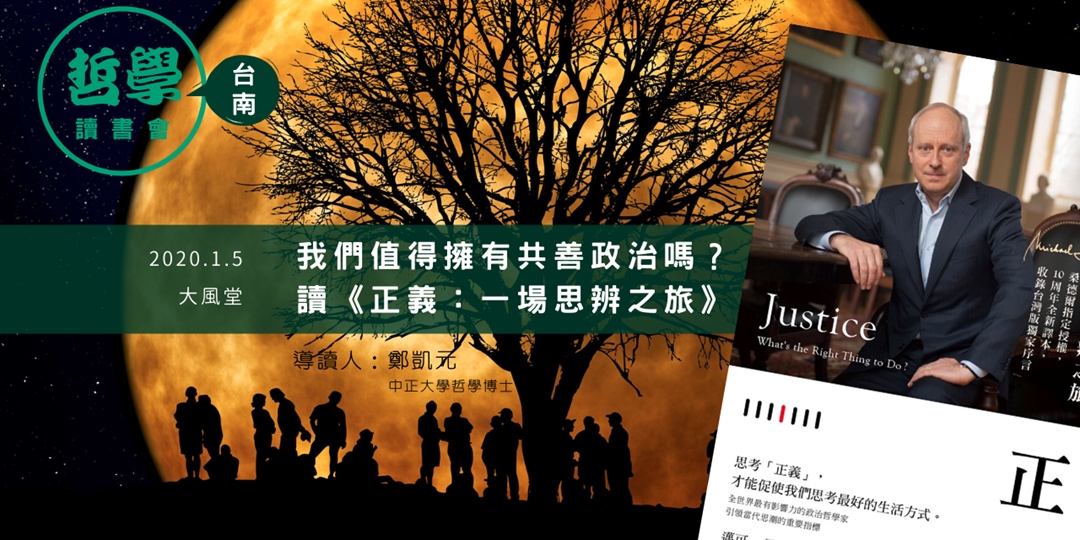 哲學
讀書會
台南
2020.1.5
大風堂
我們值得擁有共善政治嗎？
讀《正義：一場思辨之旅》
導讀人：鄭凱元
中正大學哲學博士
Justice
What's the Right Thing to Do?
桑德爾指定授權，
10周年全新譯本，
收錄台灣版獨家序言
正
思考「正義」，
才能促使我們思考最好的生活方式。
全世界最有影響力的政治哲學家
引領當代思潮的重要指標